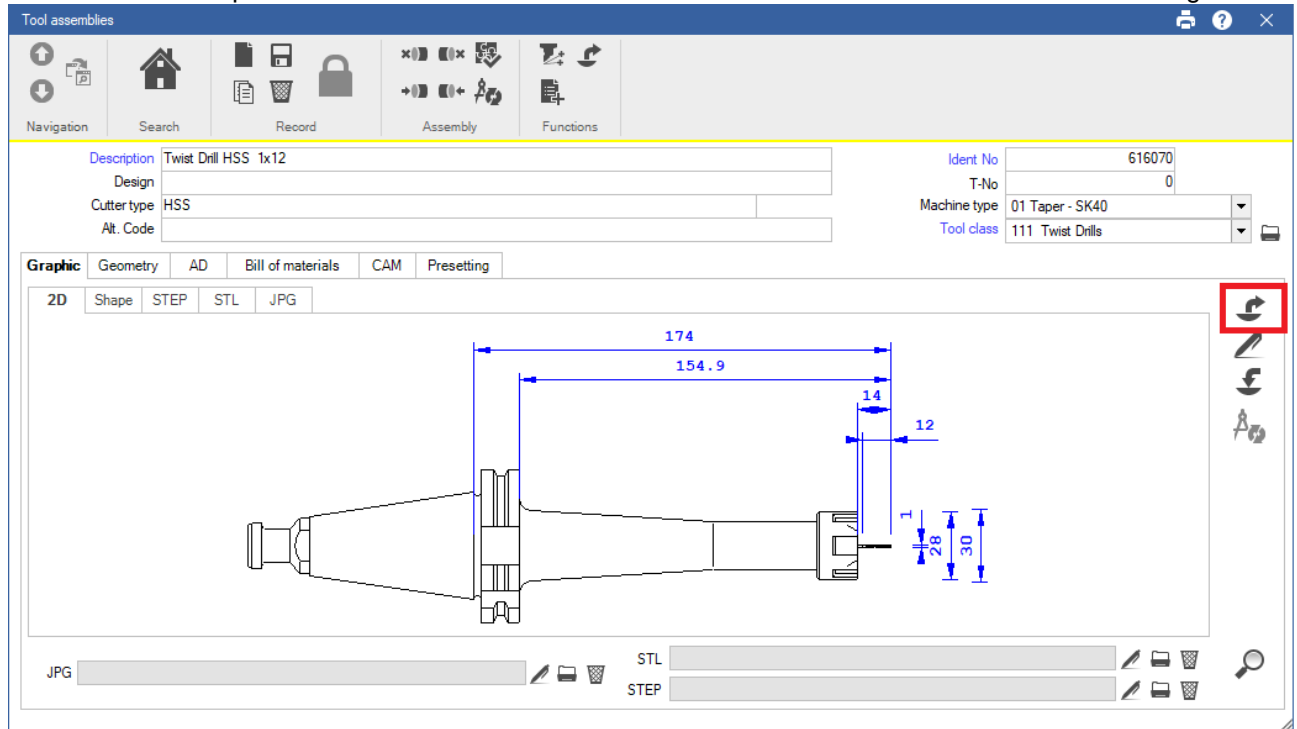 Tool assemblies
Navigation Search Record Assembly Functions
Description Twist Drill HSS 1x12 Ident No 616070
Design T-No 0
Cutter type HSS Machine type 01 Taper - SK40
Alt. Code Tool class 111 Twist Drills
Graphic Geometry AD Bill of materials CAM Presetting
2D Shape STEP STL JPG
174
154.9
14
12
1
28
30
JPG STL
STEP